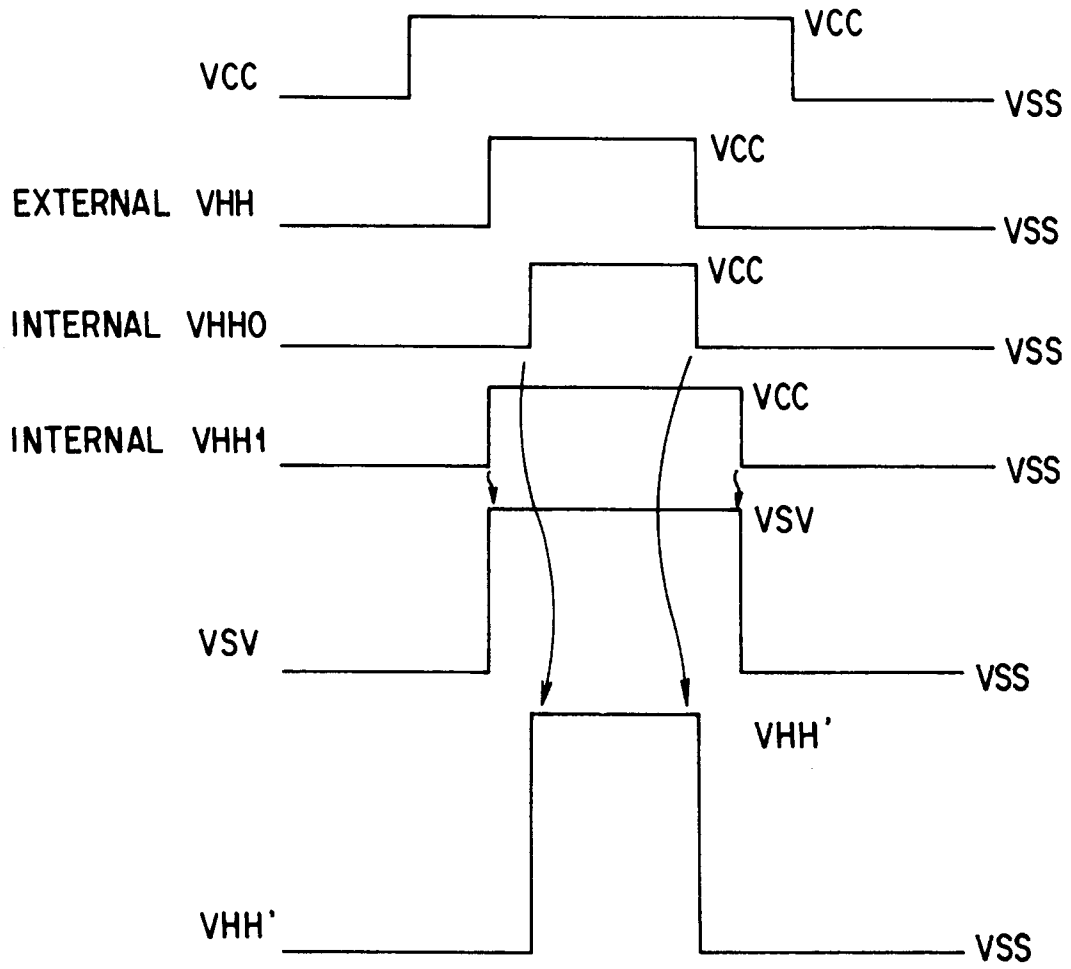 VCC
VCC
VSS
EXTERNAL VHH
VCC
VSS
INTERNAL VHH0
VCC
VSS
INTERNAL VHH1
VCC
VSS
VSV
VSV
VSS
VHH'
VHH'
VSS